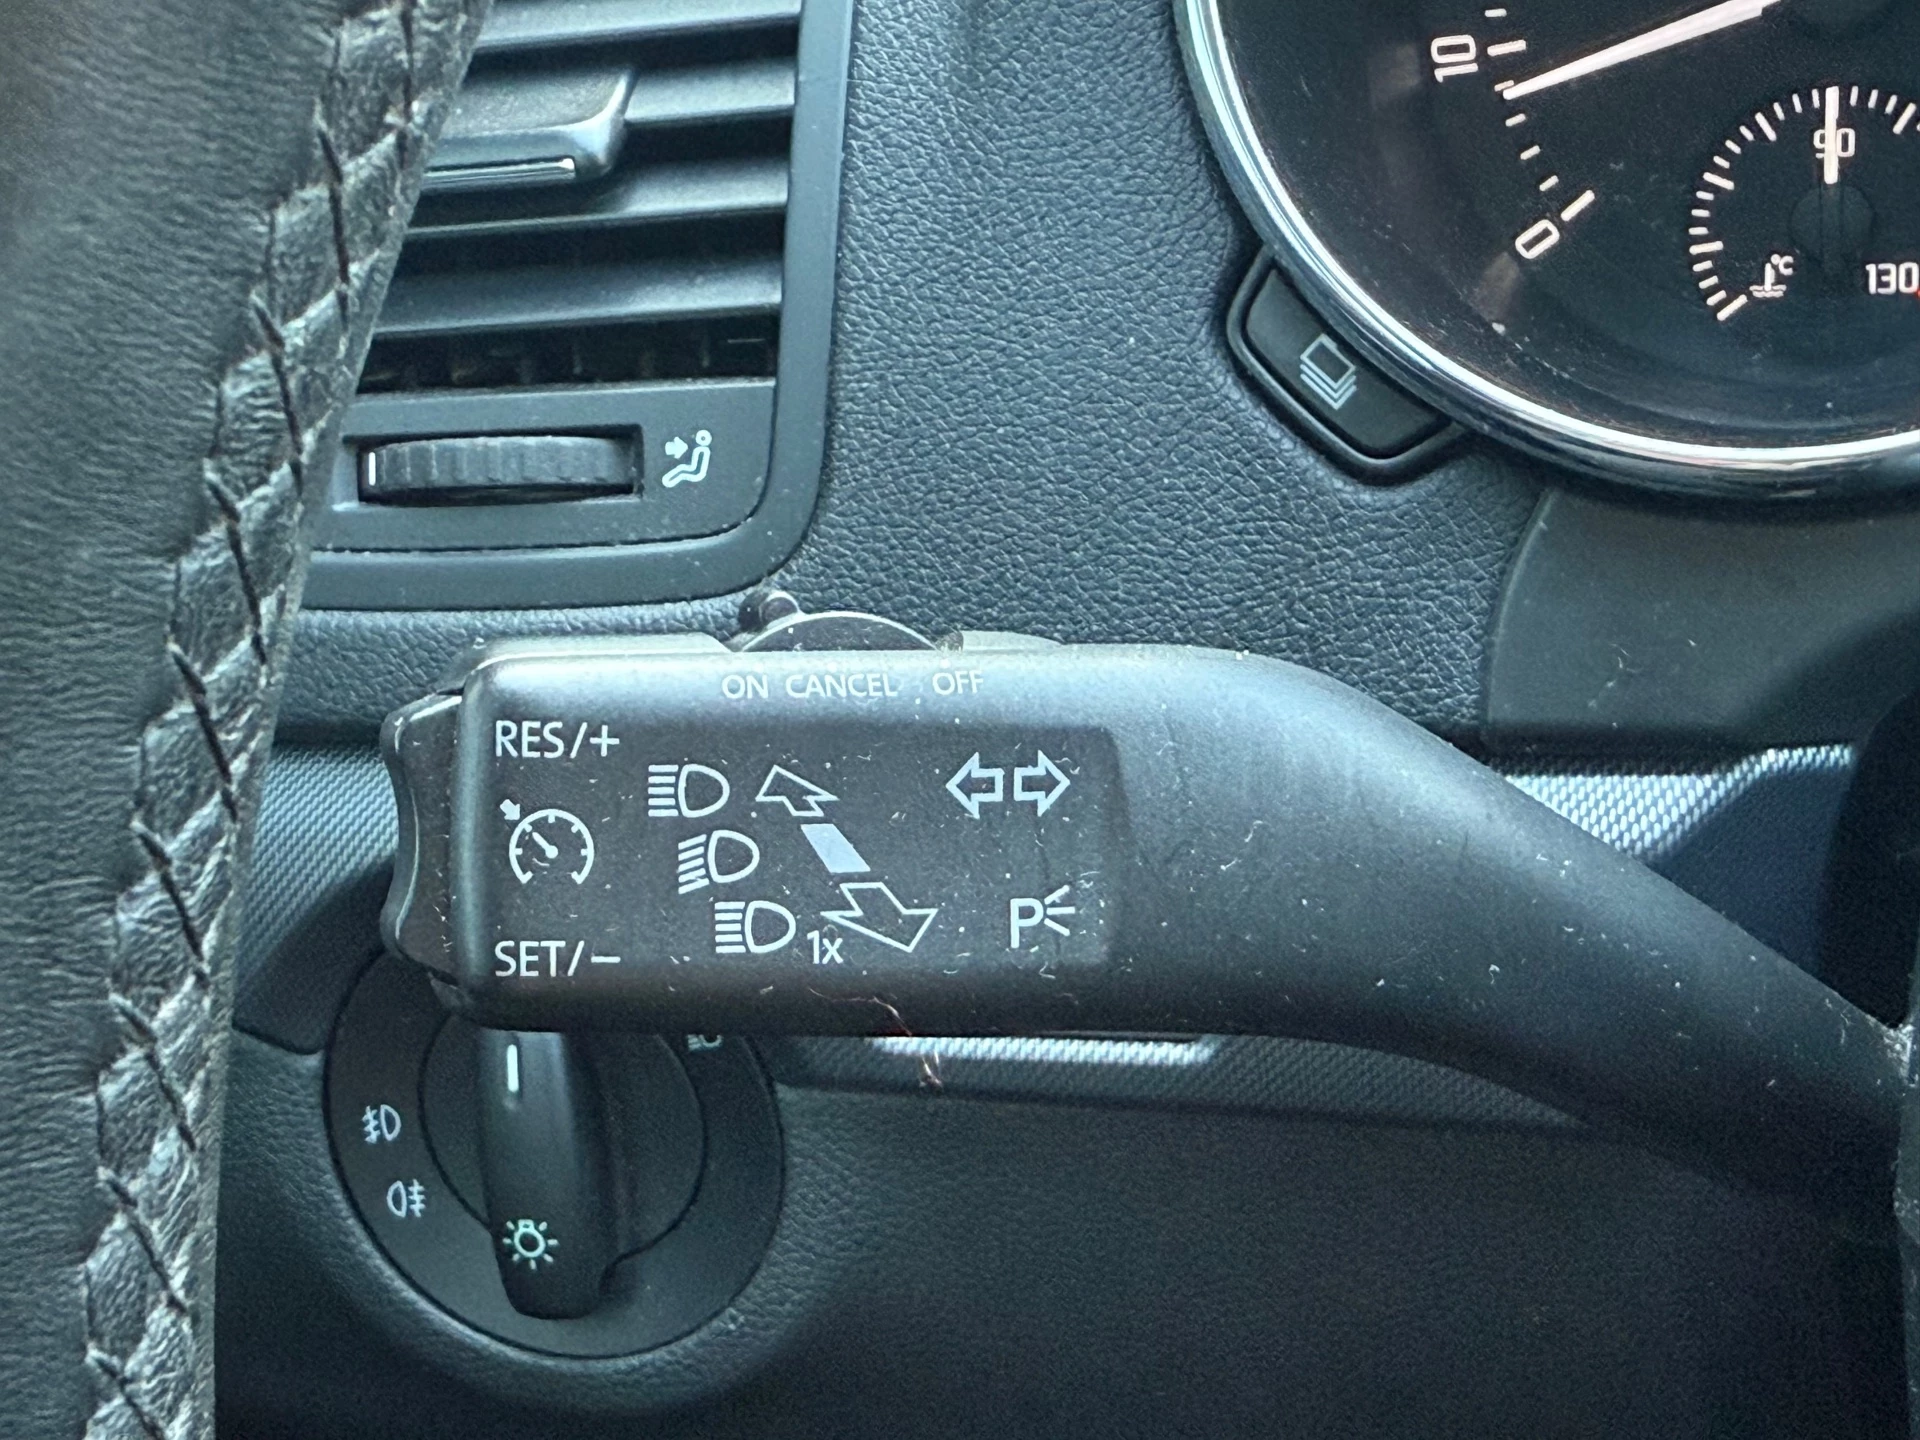 10
90
0
°C
130
ON CANCEL OFF
RES/+
SET/−
1x
P